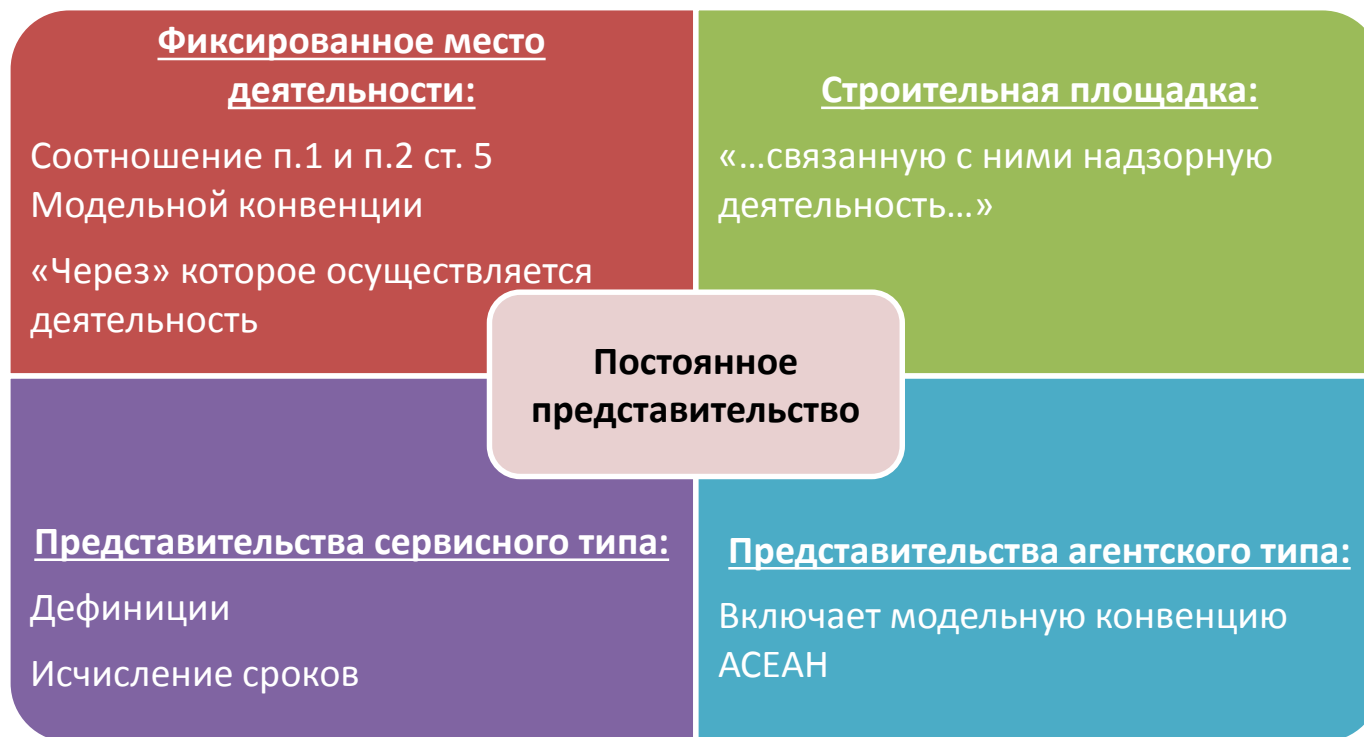 Фиксированное место
деятельности:
Соотношение п.1 и п.2 ст. 5
Модельной конвенции
«Через» которое осуществляется
деятельность
Строительная площадка:
«…связанную с ними надзорную
деятельность…»
Постоянное
представительство
Представительства сервисного типа:
Дефиниции
Исчисление сроков
Представительства агентского типа:
Включает модельную конвенцию
АСЕАН